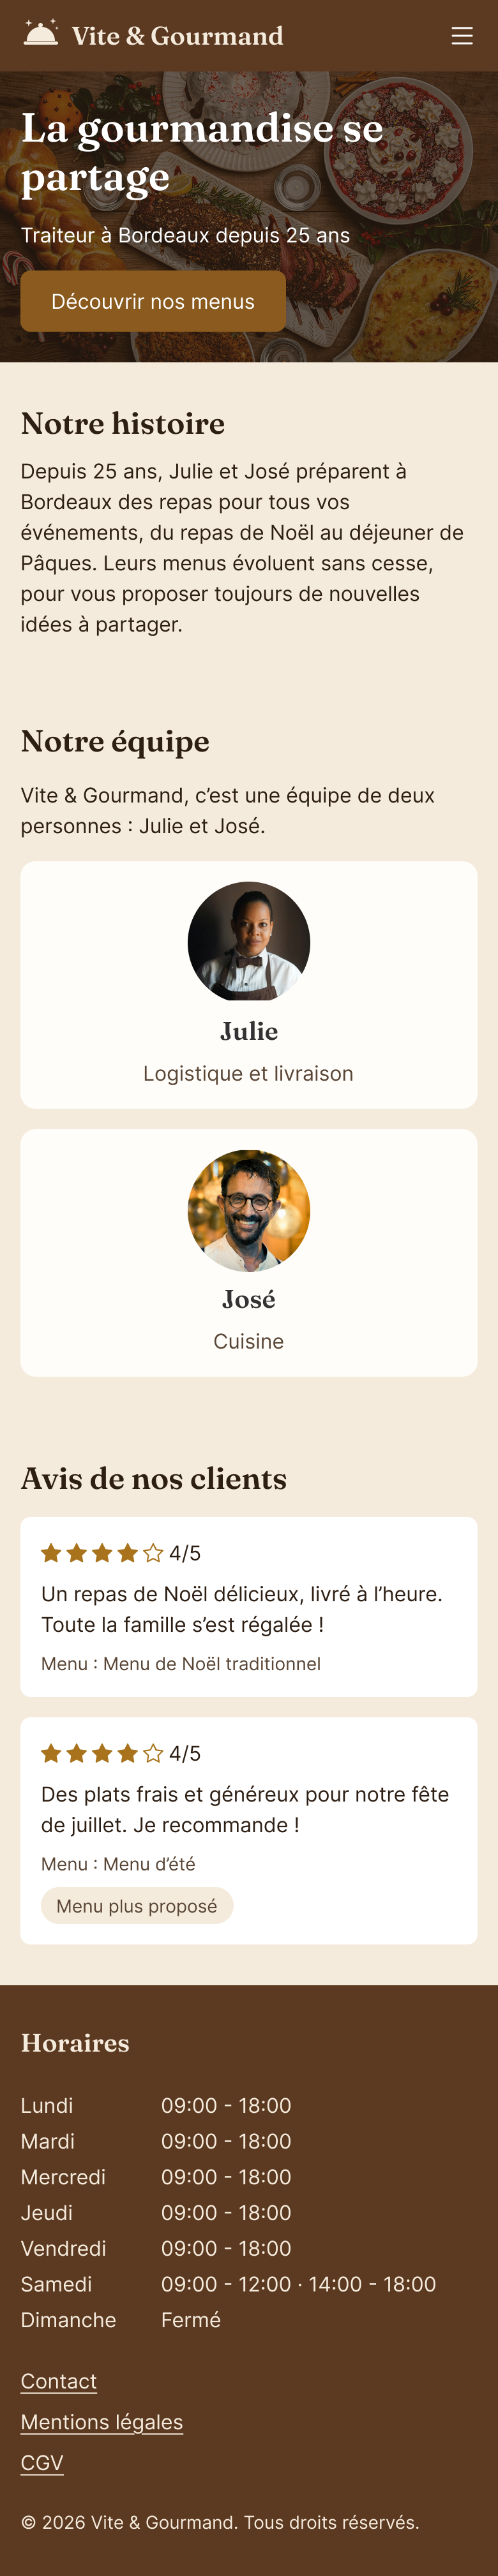 Vite & Gourmand
La gourmandise se
partage
Traiteur à Bordeaux depuis 25 ans
Découvrir nos menus
Notre histoire
Depuis 25 ans, Julie et José préparent à
Bordeaux des repas pour tous vos
événements, du repas de Noël au déjeuner de
Pâques. Leurs menus évoluent sans cesse,
pour vous proposer toujours de nouvelles
idées à partager.
Notre équipe
Vite & Gourmand, c’est une équipe de deux
personnes : Julie et José.
Julie
Logistique et livraison
José
Cuisine
Avis de nos clients
4/5
Un repas de Noël délicieux, livré à l’heure.
Toute la famille s’est régalée !
Menu : Menu de Noël traditionnel
4/5
Des plats frais et généreux pour notre fête
de juillet. Je recommande !
Menu : Menu d’été
Menu plus proposé
Horaires
Lundi 09:00 - 18:00
Mardi 09:00 - 18:00
Mercredi 09:00 - 18:00
Jeudi 09:00 - 18:00
Vendredi 09:00 - 18:00
Samedi 09:00 - 12:00 · 14:00 - 18:00
Dimanche Fermé
Contact
Mentions légales
CGV
© 2026 Vite & Gourmand. Tous droits réservés.